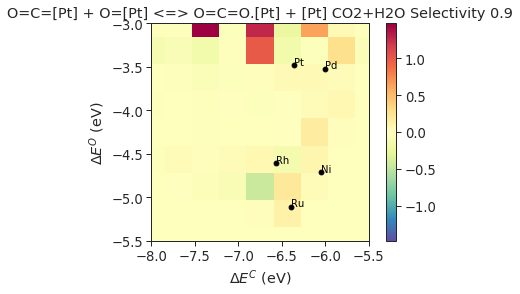 O=C=[Pt] + O=[Pt] <=> O=C=O.[Pt] + [Pt] CO2+H2O Selectivity 0.9
−3.0
−3.5
−4.0
−4.5
−5.0
−5.5
ΔE^O (eV)
Pt
Pd
Rh
Ni
Ru
−8.0 −7.5 −7.0 −6.5 −6.0 −5.5
ΔE^C (eV)
1.0
0.5
0.0
−0.5
−1.0